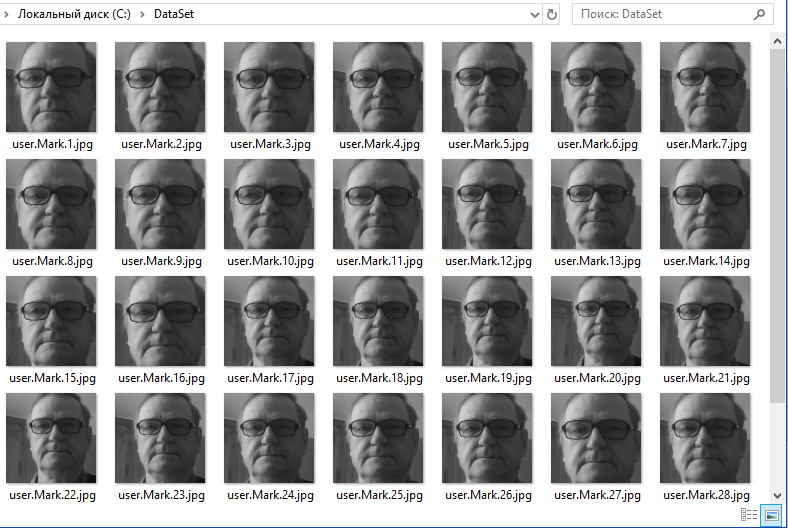 Локальный диск (C:) DataSet Поиск: DataSet
user.Mark.1.jpg user.Mark.2.jpg user.Mark.3.jpg user.Mark.4.jpg user.Mark.5.jpg user.Mark.6.jpg user.Mark.7.jpg
user.Mark.8.jpg user.Mark.9.jpg user.Mark.10.jpg user.Mark.11.jpg user.Mark.12.jpg user.Mark.13.jpg user.Mark.14.jpg
user.Mark.15.jpg user.Mark.16.jpg user.Mark.17.jpg user.Mark.18.jpg user.Mark.19.jpg user.Mark.20.jpg user.Mark.21.jpg
user.Mark.22.jpg user.Mark.23.jpg user.Mark.24.jpg user.Mark.25.jpg user.Mark.26.jpg user.Mark.27.jpg user.Mark.28.jpg